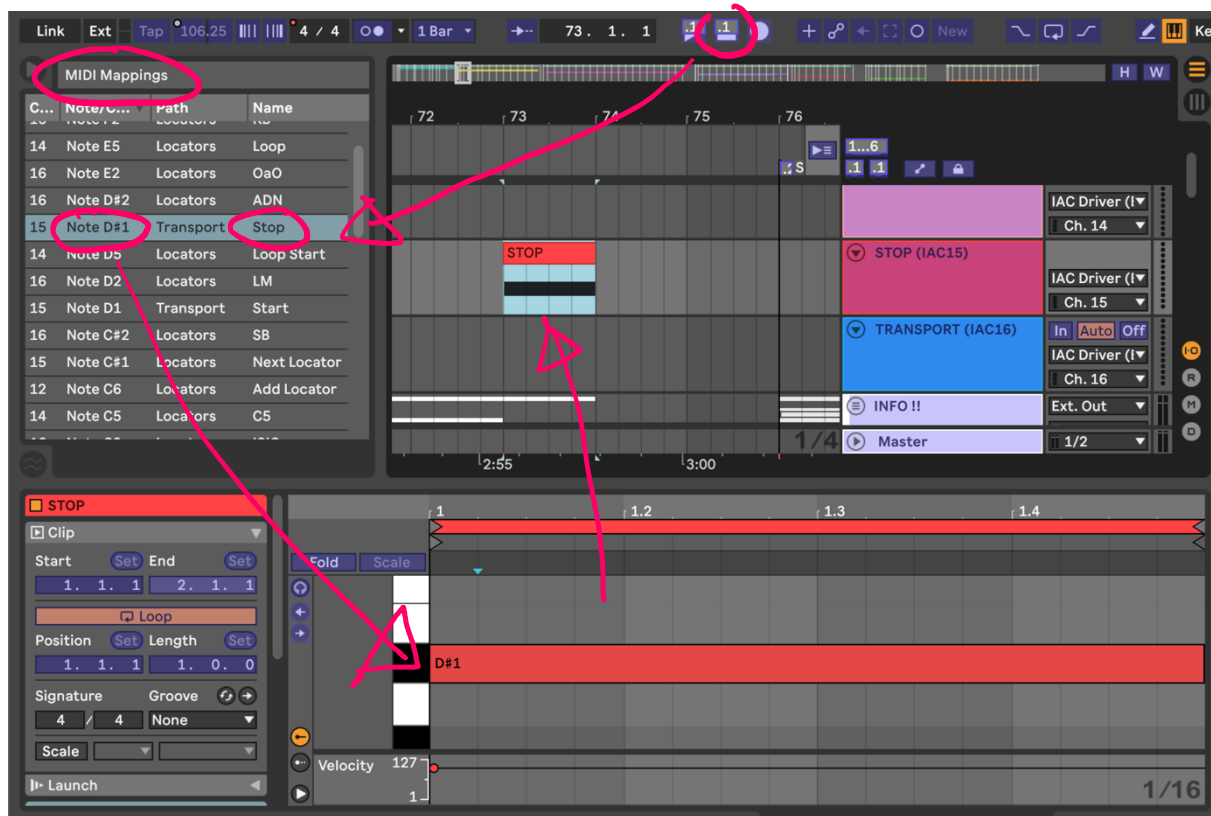 Link Ext Tap 106.25 4 / 4 1 Bar 73. 1. 1 .1 .1 New Ke
MIDI Mappings
H W
C... Note/C... Path Name
72 73 74 75 76
14 Note E5 Locators Loop
1...6
16 Note E2 Locators OaO
S .1 .1
16 Note D#2 Locators ADN
IAC Driver (I
15 Note D#1 Transport Stop
Ch. 14
14 Note D5 Locators Loop Start
STOP
STOP (IAC15)
16 Note D2 Locators LM
IAC Driver (I
15 Note D1 Transport Start
Ch. 15
16 Note C#2 Locators SB
TRANSPORT (IAC16) In Auto Off
15 Note C#1 Locators Next Locator
IAC Driver (I
12 Note C6 Locators Add Locator
Ch. 16
14 Note C5 Locators C5
INFO !! Ext. Out
1/4 Master 1/2
2:55 3:00
I·O
R
M
D
STOP
1 1.2 1.3 1.4
Clip
Start Set End Set
Fold Scale
1. 1. 1 2. 1. 1
Loop
Position Set Length Set
1. 1. 1 1. 0. 0
D#1
Signature Groove
4 / 4 None
Scale
Velocity 127
1
Launch
1/16